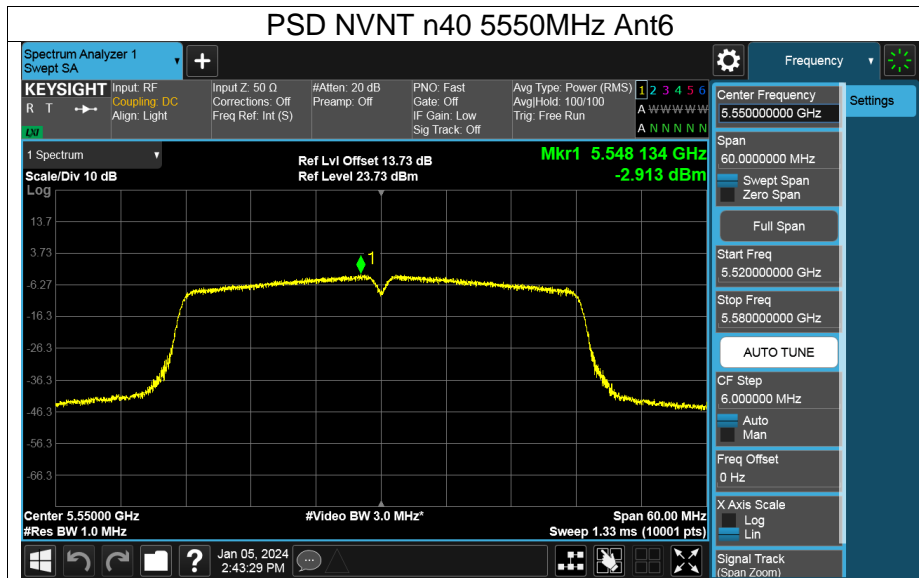 PSD NVNT n40 5550MHz Ant6
Spectrum Analyzer 1
Swept SA
+
Frequency
KEYSIGHT
R T
LXI
Input: RF
Coupling: DC
Align: Light
Input Z: 50 Ω
Corrections: Off
Freq Ref: Int (S)
#Atten: 20 dB
Preamp: Off
PNO: Fast
Gate: Off
IF Gain: Low
Sig Track: Off
Avg Type: Power (RMS)
Avg|Hold: 100/100
Trig: Free Run
1 2 3 4 5 6
A W W W W W
A N N N N N
1 Spectrum
Scale/Div 10 dB
Ref Lvl Offset 13.73 dB
Ref Level 23.73 dBm
Mkr1 5.548 134 GHz
-2.913 dBm
Log
13.7
3.73
-6.27
-16.3
-26.3
-36.3
-46.3
-56.3
-66.3
1
Center 5.55000 GHz
#Res BW 1.0 MHz
#Video BW 3.0 MHz*
Span 60.00 MHz
Sweep 1.33 ms (10001 pts)
Center Frequency
5.550000000 GHz
Settings
Span
60.0000000 MHz
Swept Span
Zero Span
Full Span
Start Freq
5.520000000 GHz
Stop Freq
5.580000000 GHz
AUTO TUNE
CF Step
6.000000 MHz
Auto
Man
Freq Offset
0 Hz
X Axis Scale
Log
Lin
Signal Track
(Span Zoom)
?
Jan 05, 2024
2:43:29 PM